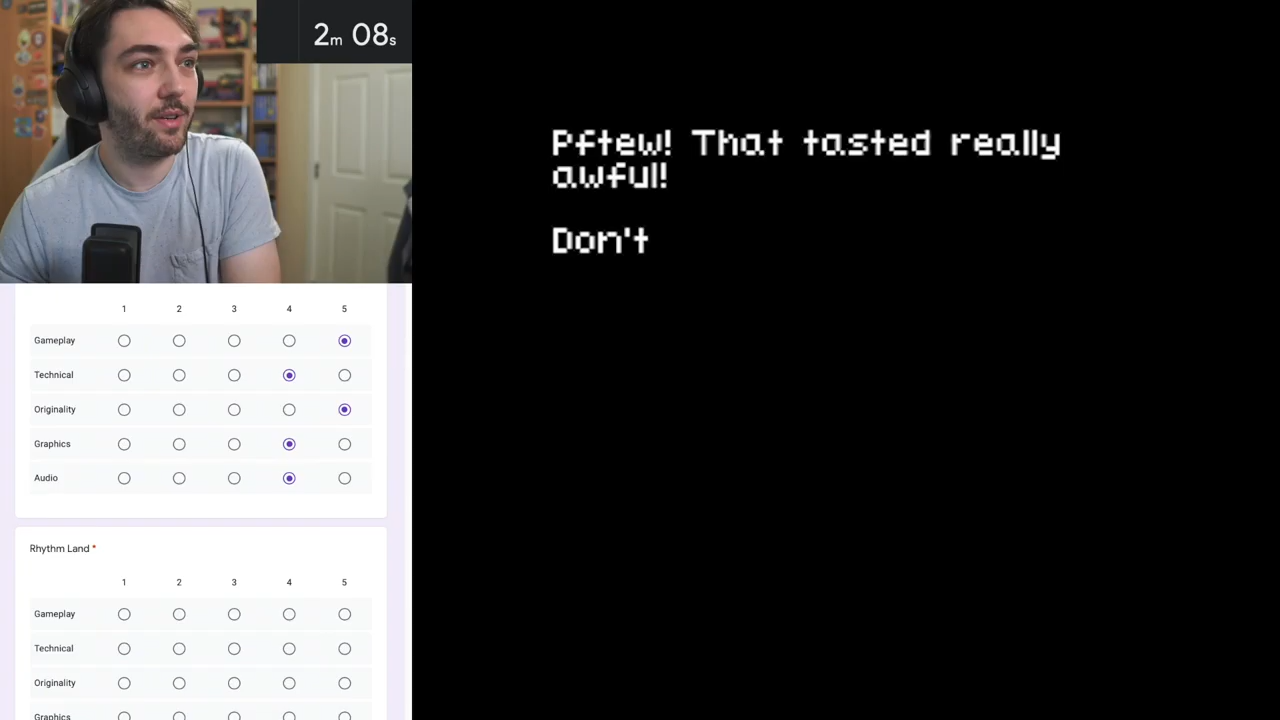 2m 08s
Pftew! That tasted really
awful!
Don't
1 2 3 4 5
Gameplay
Technical
Originality
Graphics
Audio
Rhythm Land *
1 2 3 4 5
Gameplay
Technical
Originality
Graphics